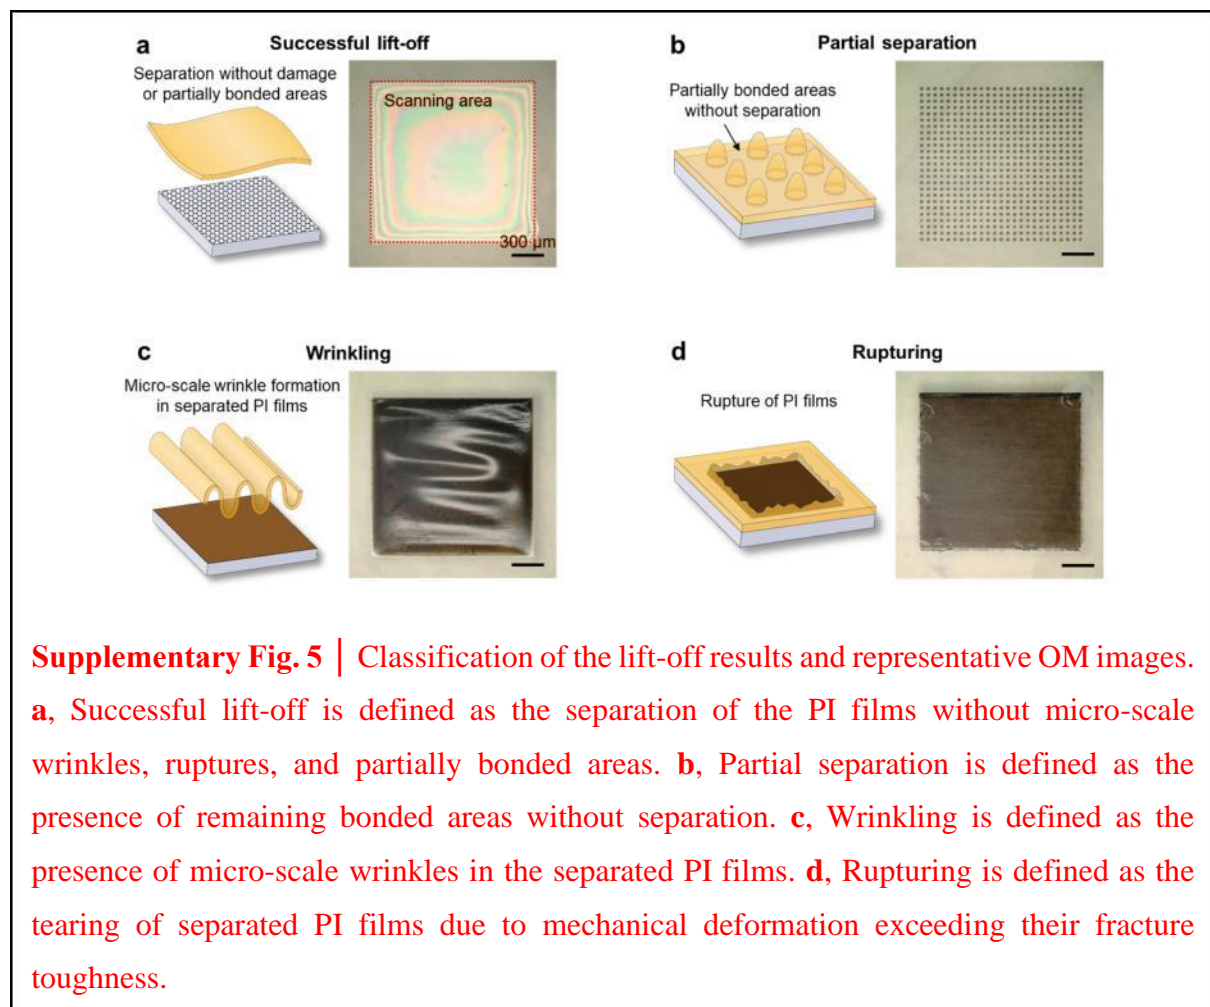 a
Successful lift-off
Separation without damage
or partially bonded areas
Scanning area
300 μm
b
Partial separation
Partially bonded areas
without separation
c
Wrinkling
Micro-scale wrinkle formation
in separated PI films
d
Rupturing
Rupture of PI films
Supplementary Fig. 5 | Classification of the lift-off results and representative OM images.
a, Successful lift-off is defined as the separation of the PI films without micro-scale
wrinkles, ruptures, and partially bonded areas. b, Partial separation is defined as the
presence of remaining bonded areas without separation. c, Wrinkling is defined as the
presence of micro-scale wrinkles in the separated PI films. d, Rupturing is defined as the
tearing of separated PI films due to mechanical deformation exceeding their fracture
toughness.